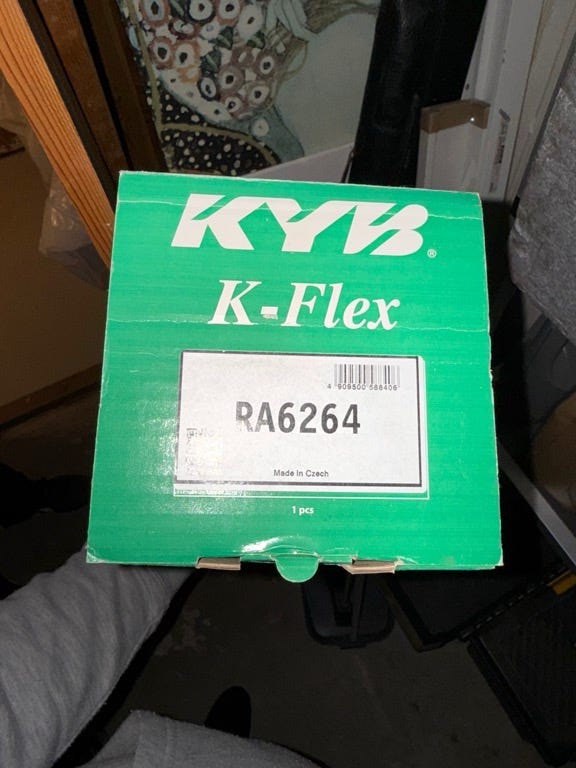 KYB®
K-Flex
4 909500 588406
RA6264
Made In Czech
1 pcs